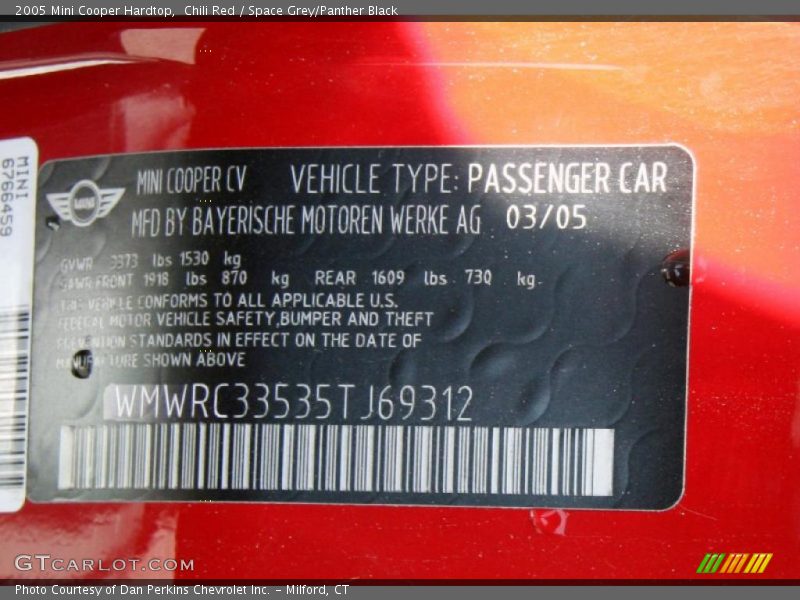 2005 Mini Cooper Hardtop,  Chili Red / Space Grey/Panther Black
MINI
6766459
MINI COOPER CV VEHICLE TYPE: PASSENGER CAR
MFD BY BAYERISCHE MOTOREN WERKE AG 03/05
GVWR 3373 lbs 1530 kg
GAWR FRONT 1918 lbs 870 kg REAR 1609 lbs 730 kg
THIS VEHICLE CONFORMS TO ALL APPLICABLE U.S.
FEDERAL MOTOR VEHICLE SAFETY,BUMPER AND THEFT
PREVENTION STANDARDS IN EFFECT ON THE DATE OF
MANUFACTURE SHOWN ABOVE
WMWRC33535TJ69312
GTCARLOT.COM
Photo Courtesy of Dan Perkins Chevrolet Inc. – Milford, CT